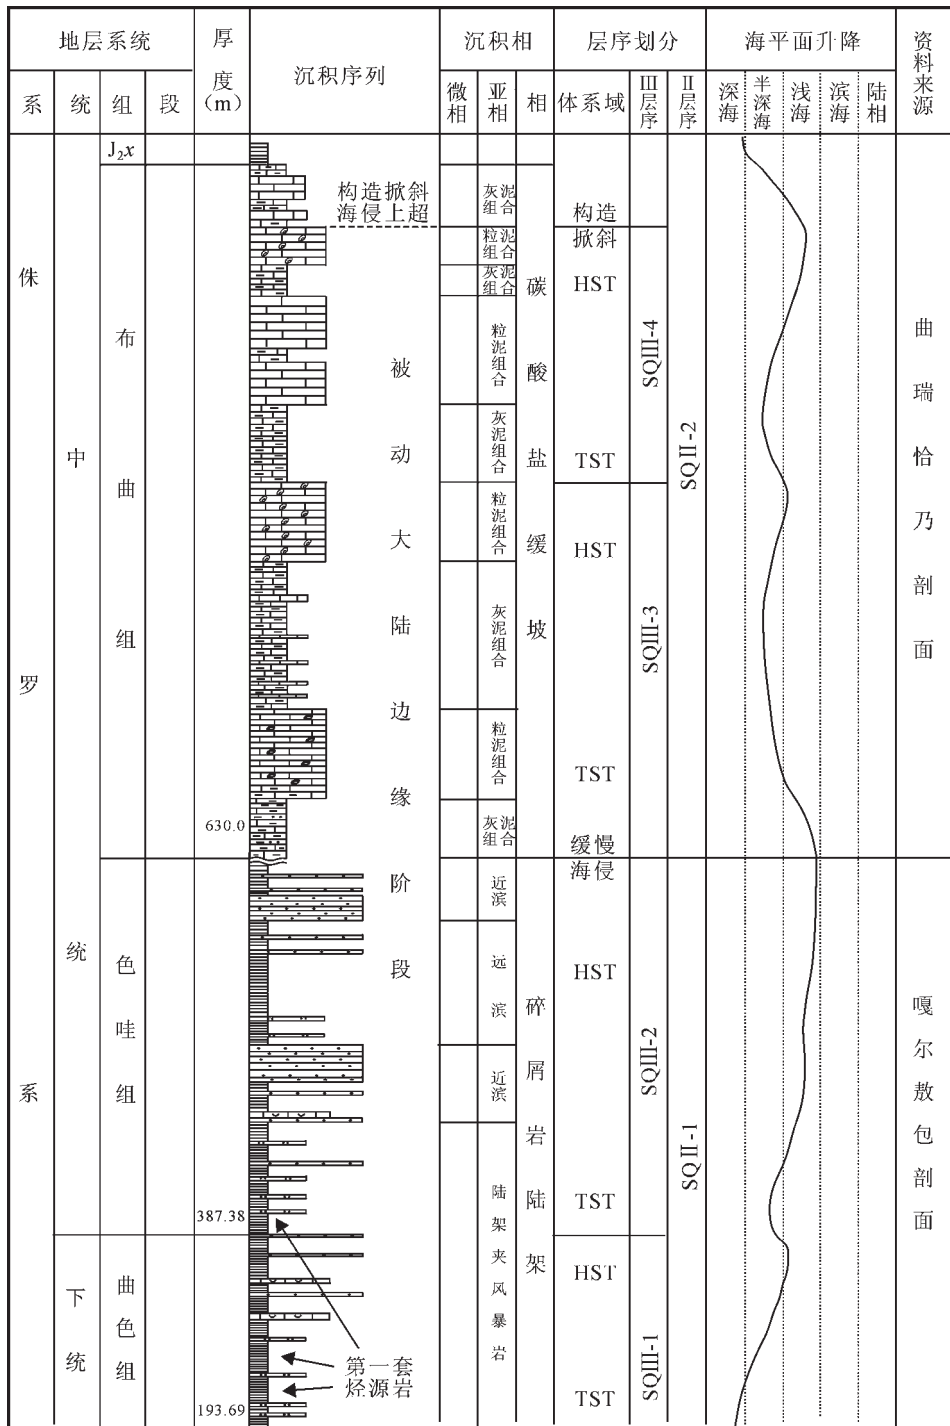 地层系统
厚度(m)
沉积序列
沉积相
层序划分
海平面升降
资料来源
系
统
组
段
微相
亚相
相
体系域
Ⅲ层序
Ⅱ层序
深海
半深海
浅海
滨海
陆相
侏罗系
中统
下统
J₂x
布曲组
色哇组
曲色组
630.0
387.38
193.69
构造掀斜
海侵上超
被动大陆边缘阶段
第一套
烃源岩
灰泥组合
粒泥组合
灰泥组合
粒泥组合
灰泥组合
粒泥组合
灰泥组合
粒泥组合
灰泥组合
近滨
远滨
近滨
陆架夹风暴岩
碳酸盐缓坡
碎屑岩陆架
构造
掀斜
HST
TST
HST
TST
缓慢
海侵
HST
TST
HST
TST
SQIII-4
SQIII-3
SQIII-2
SQIII-1
SQII-2
SQII-1
曲瑞恰乃剖面
嘎尔敖包剖面